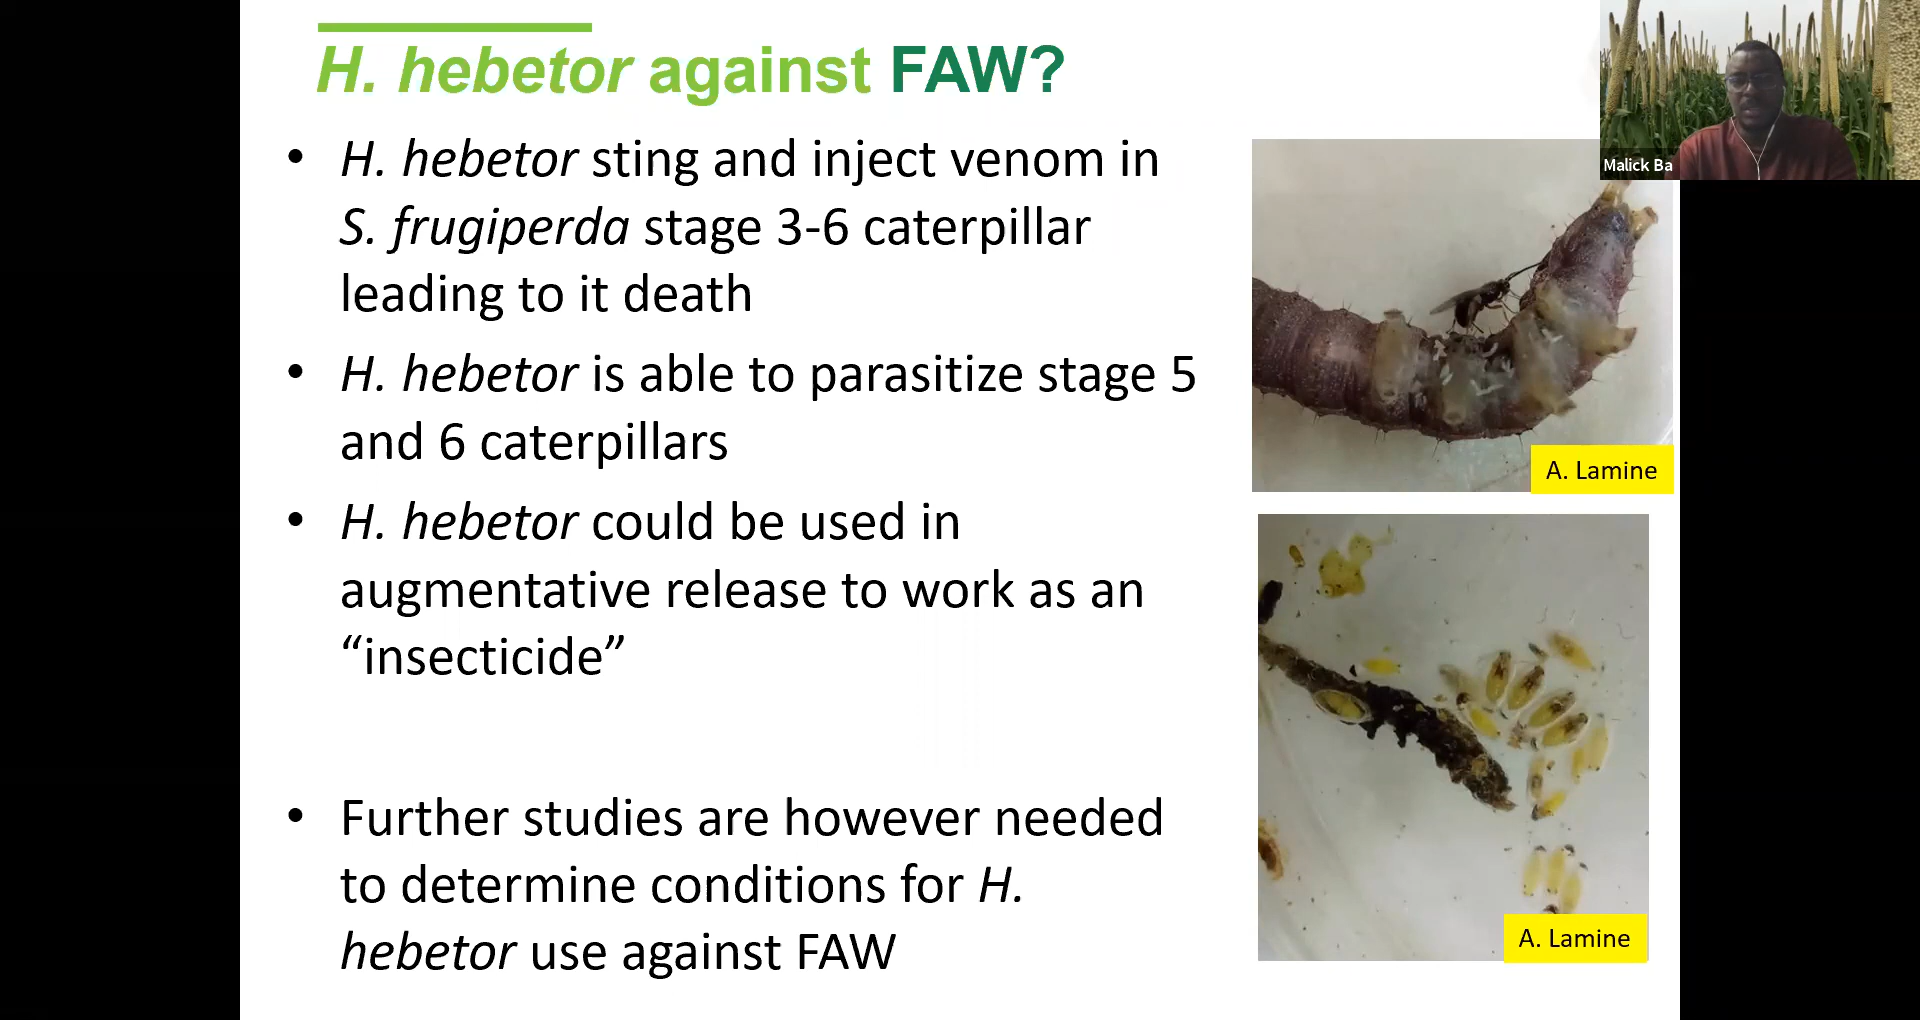 H. hebetor against FAW?
• H. hebetor sting and inject venom in
S. frugiperda stage 3-6 caterpillar
leading to it death
• H. hebetor is able to parasitize stage 5
and 6 caterpillars
• H. hebetor could be used in
augmentative release to work as an
“insecticide”
• Further studies are however needed
to determine conditions for H.
hebetor use against FAW
Malick Ba
A. Lamine
A. Lamine